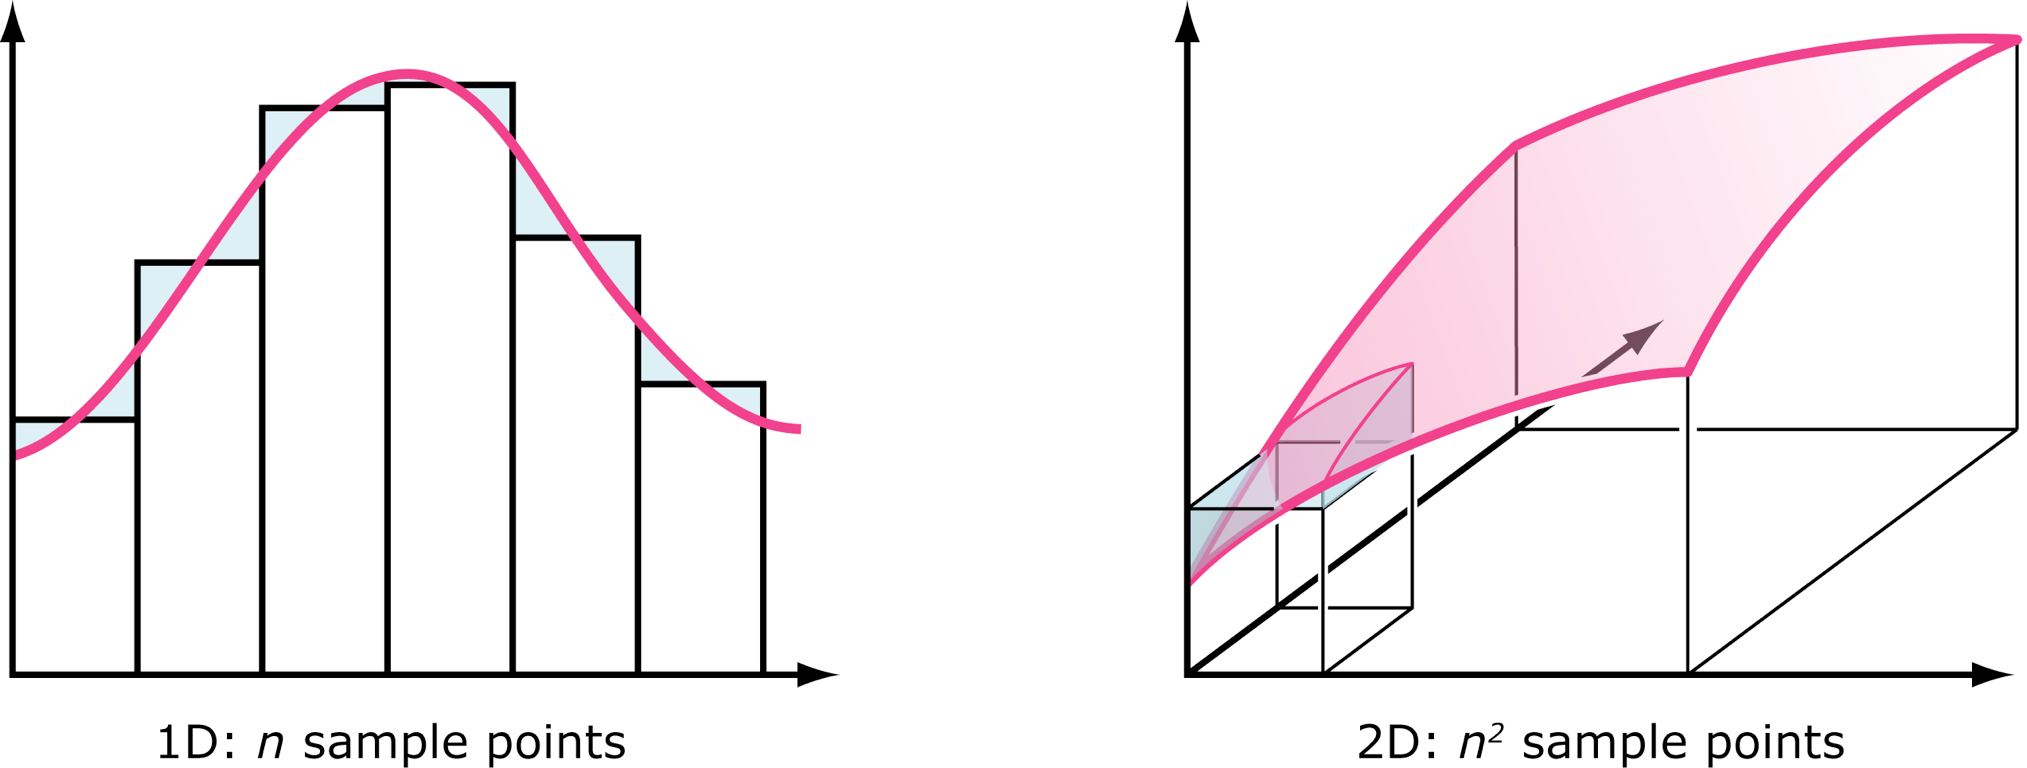 1D: n sample points
2D: n² sample points